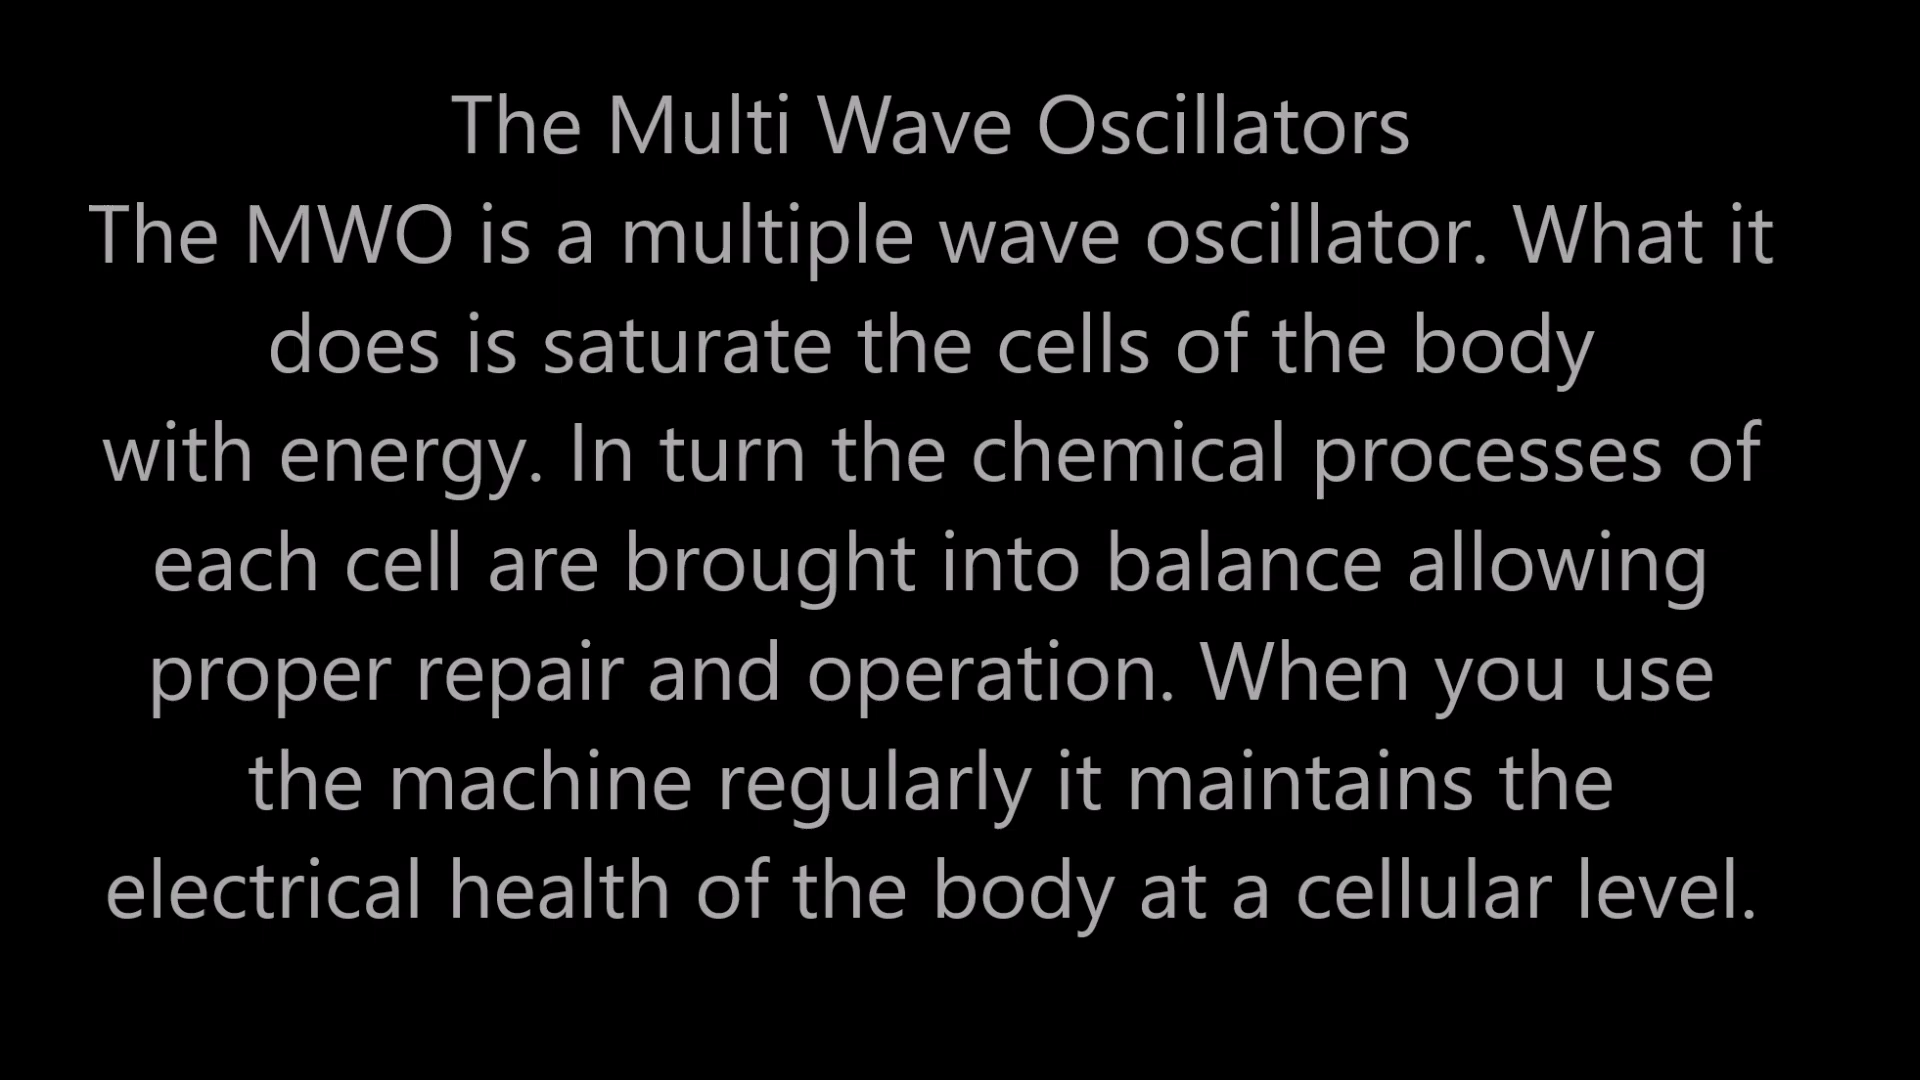 The Multi Wave Oscillators
The MWO is a multiple wave oscillator. What it
does is saturate the cells of the body
with energy. In turn the chemical processes of
each cell are brought into balance allowing
proper repair and operation. When you use
the machine regularly it maintains the
electrical health of the body at a cellular level.